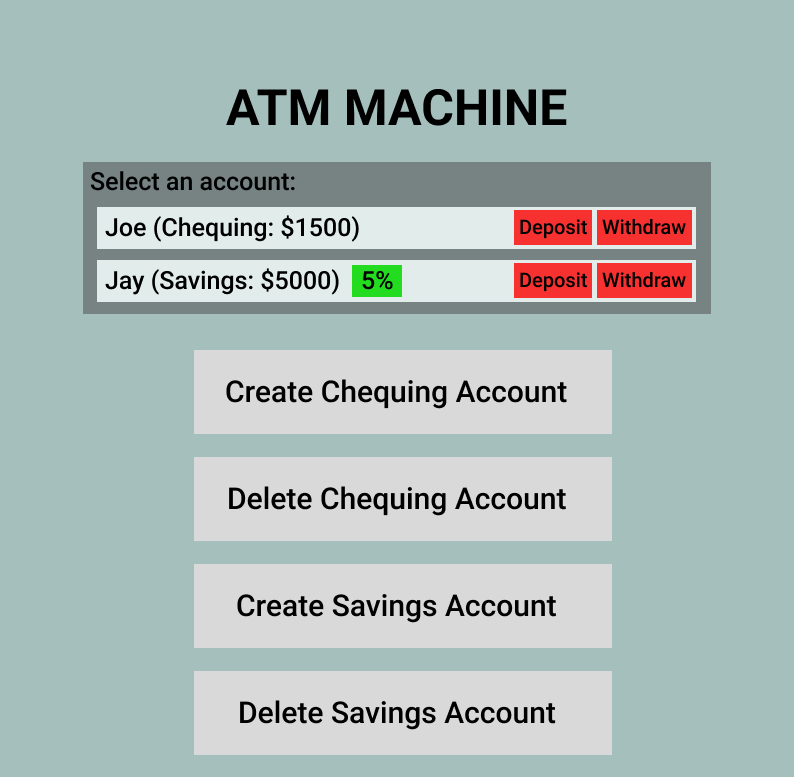 ATM MACHINE
Select an account:
Joe (Chequing: $1500) Deposit Withdraw
Jay (Savings: $5000) 5% Deposit Withdraw
Create Chequing Account
Delete Chequing Account
Create Savings Account
Delete Savings Account